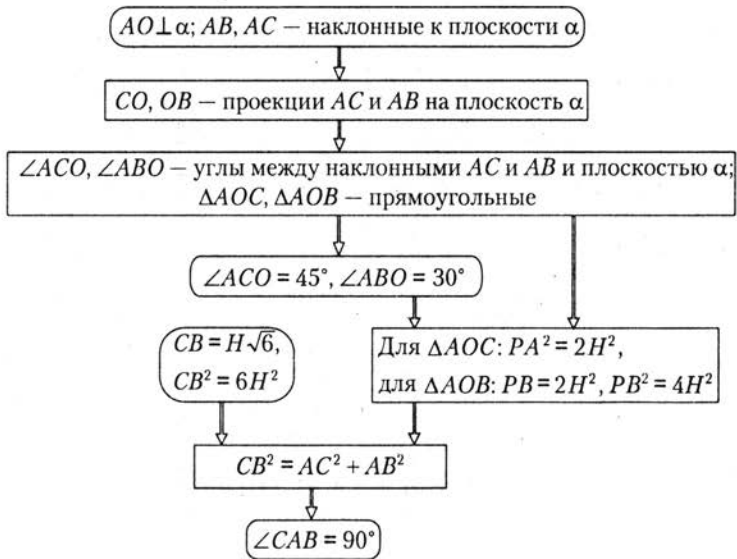 AO⊥α; AB, AC — наклонные к плоскости α
CO, OB — проекции AC и AB на плоскость α
∠ACO, ∠ABO — углы между наклонными AC и AB и плоскостью α;
ΔAOC, ΔAOB — прямоугольные
∠ACO = 45°, ∠ABO = 30°
CB = H√6,
CB² = 6H²
Для ΔAOC: PA² = 2H²,
для ΔAOB: PB = 2H², PB² = 4H²
CB² = AC² + AB²
∠CAB = 90°